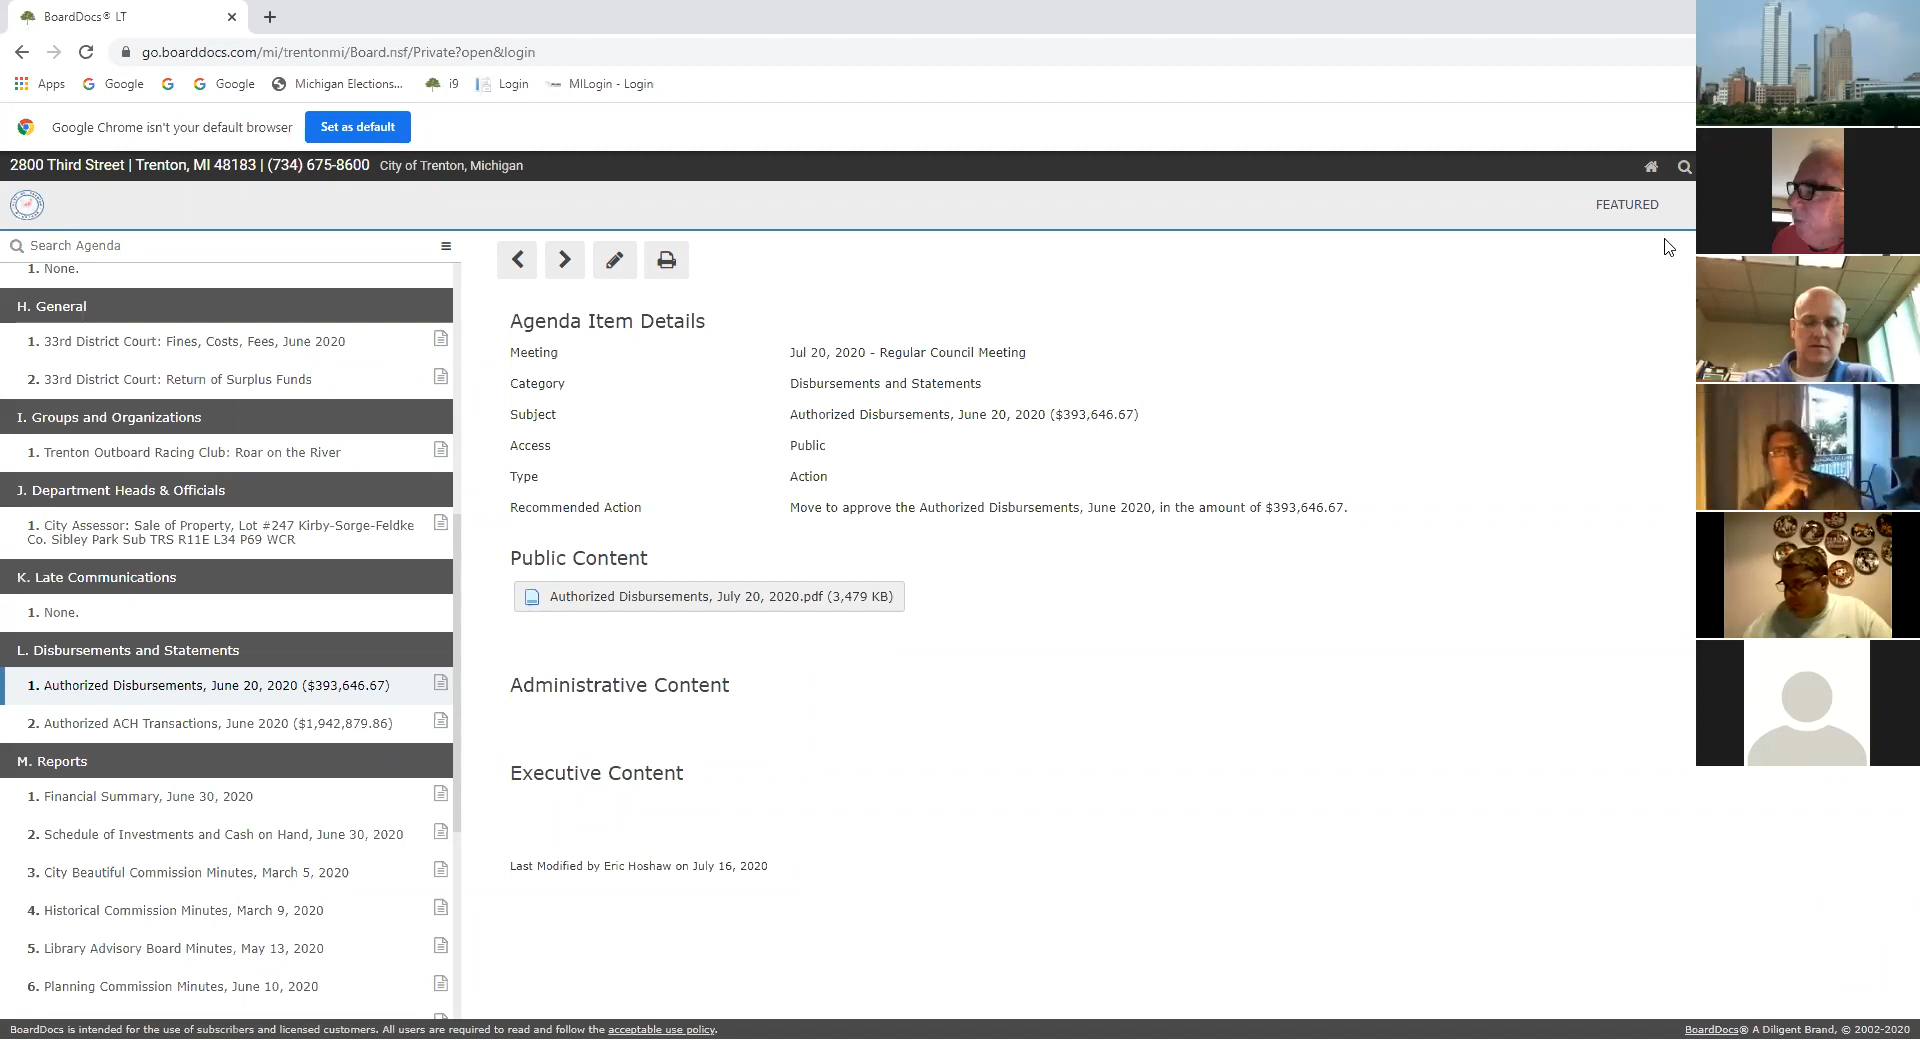 BoardDocs® LT
go.boarddocs.com/mi/trentonmi/Board.nsf/Private?open&login
Apps Google Google Michigan Elections... i9 Login MILogin - Login
Google Chrome isn't your default browser Set as default
2800 Third Street | Trenton, MI 48183 | (734) 675-8600 City of Trenton, Michigan
FEATURED
Search Agenda
1. None.
H. General
1. 33rd District Court: Fines, Costs, Fees, June 2020
2. 33rd District Court: Return of Surplus Funds
I. Groups and Organizations
1. Trenton Outboard Racing Club: Roar on the River
J. Department Heads & Officials
1. City Assessor: Sale of Property, Lot #247 Kirby-Sorge-Feldke
Co. Sibley Park Sub TRS R11E L34 P69 WCR
K. Late Communications
1. None.
L. Disbursements and Statements
1. Authorized Disbursements, June 20, 2020 ($393,646.67)
2. Authorized ACH Transactions, June 2020 ($1,942,879.86)
M. Reports
1. Financial Summary, June 30, 2020
2. Schedule of Investments and Cash on Hand, June 30, 2020
3. City Beautiful Commission Minutes, March 5, 2020
4. Historical Commission Minutes, March 9, 2020
5. Library Advisory Board Minutes, May 13, 2020
6. Planning Commission Minutes, June 10, 2020
Agenda Item Details
Meeting Jul 20, 2020 - Regular Council Meeting
Category Disbursements and Statements
Subject Authorized Disbursements, June 20, 2020 ($393,646.67)
Access Public
Type Action
Recommended Action Move to approve the Authorized Disbursements, June 2020, in the amount of $393,646.67.
Public Content
Authorized Disbursements, July 20, 2020.pdf (3,479 KB)
Administrative Content
Executive Content
Last Modified by Eric Hoshaw on July 16, 2020
BoardDocs is intended for the use of subscribers and licensed customers. All users are required to read and follow the acceptable use policy. BoardDocs® A Diligent Brand, © 2002-2020